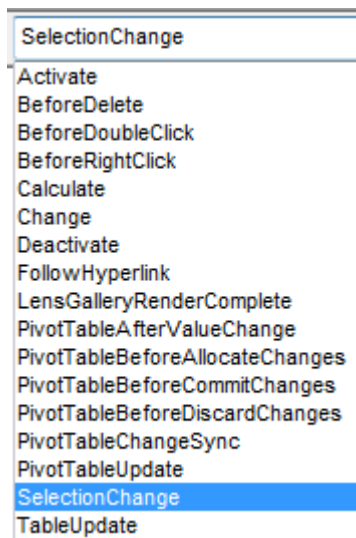 SelectionChange
Activate
BeforeDelete
BeforeDoubleClick
BeforeRightClick
Calculate
Change
Deactivate
FollowHyperlink
LensGalleryRenderComplete
PivotTableAfterValueChange
PivotTableBeforeAllocateChanges
PivotTableBeforeCommitChanges
PivotTableBeforeDiscardChanges
PivotTableChangeSync
PivotTableUpdate
SelectionChange
TableUpdate